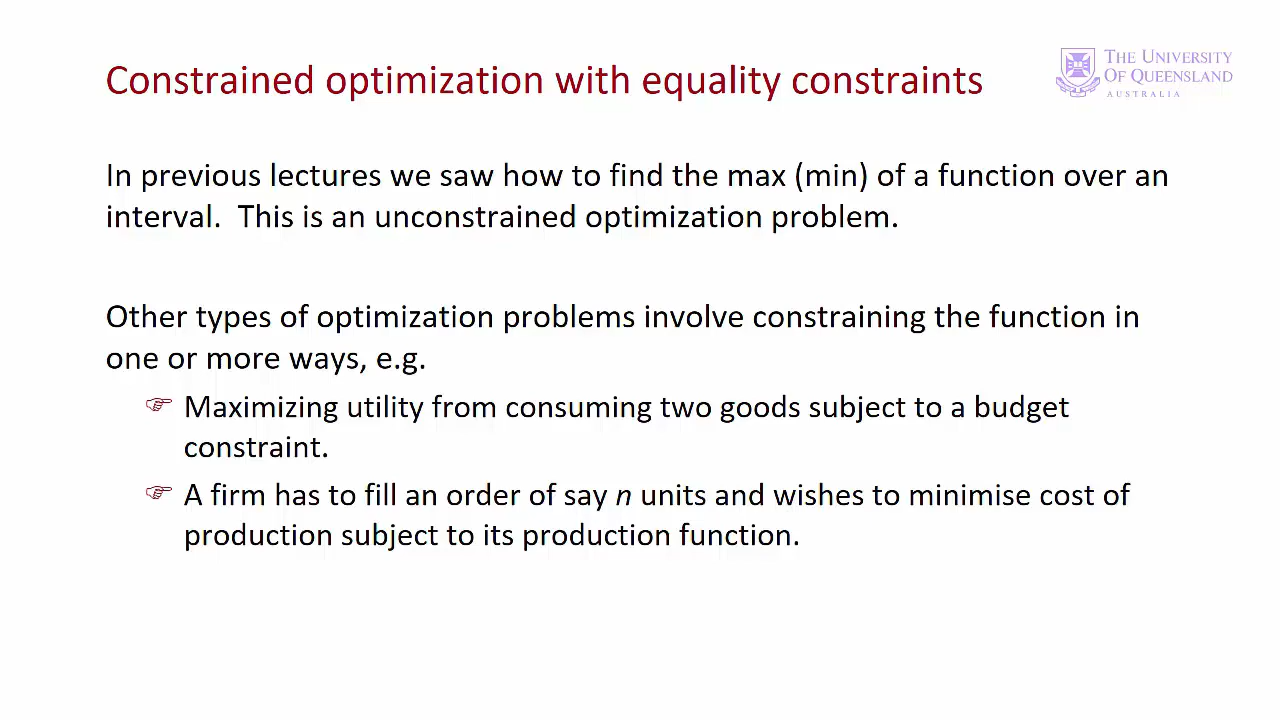 Constrained optimization with equality constraints
THE UNIVERSITY
OF QUEENSLAND
AUSTRALIA
In previous lectures we saw how to find the max (min) of a function over an
interval.  This is an unconstrained optimization problem.
Other types of optimization problems involve constraining the function in
one or more ways, e.g.
Maximizing utility from consuming two goods subject to a budget
constraint.
A firm has to fill an order of say n units and wishes to minimise cost of
production subject to its production function.